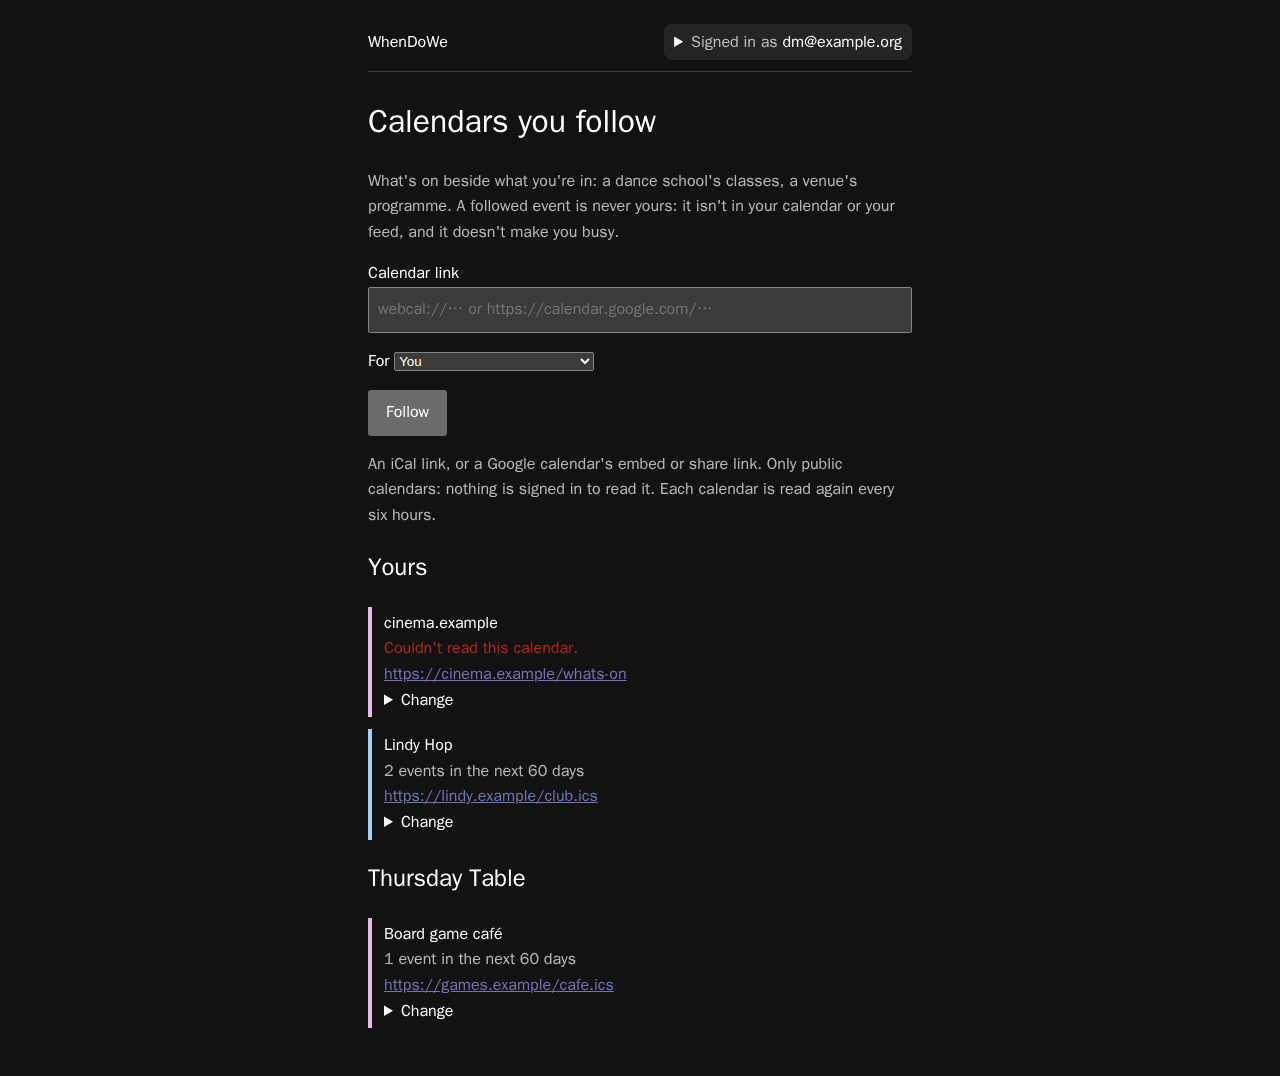 WhenDoWe
Signed in as dm@example.org
Calendars you follow
What's on beside what you're in: a dance school's classes, a venue's
programme. A followed event is never yours: it isn't in your calendar or your
feed, and it doesn't make you busy.
Calendar link
webcal://… or https://calendar.google.com/…
For You
Follow
An iCal link, or a Google calendar's embed or share link. Only public
calendars: nothing is signed in to read it. Each calendar is read again every
six hours.
Yours
cinema.example
Couldn't read this calendar.
https://cinema.example/whats-on
Change
Lindy Hop
2 events in the next 60 days
https://lindy.example/club.ics
Change
Thursday Table
Board game café
1 event in the next 60 days
https://games.example/cafe.ics
Change